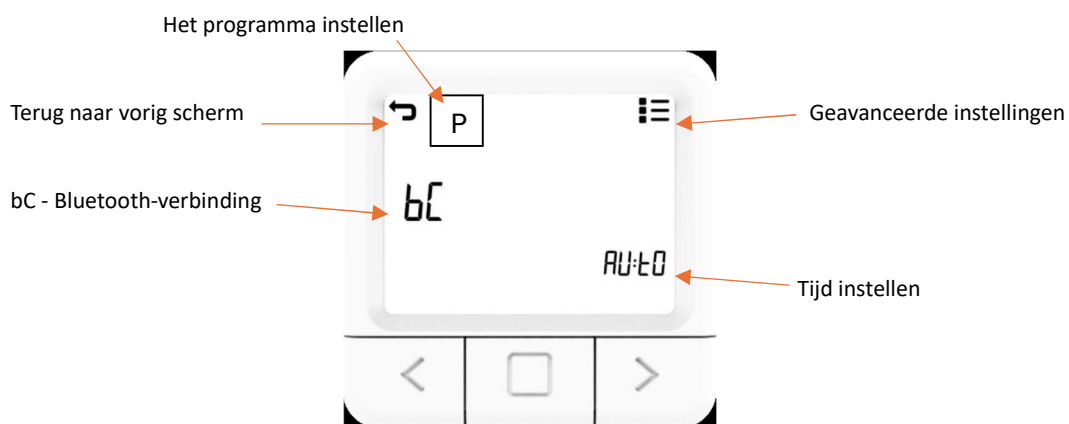 Het programma instellen
Terug naar vorig scherm
P
Geavanceerde instellingen
bC - Bluetooth-verbinding
bC
AU:tO
Tijd instellen